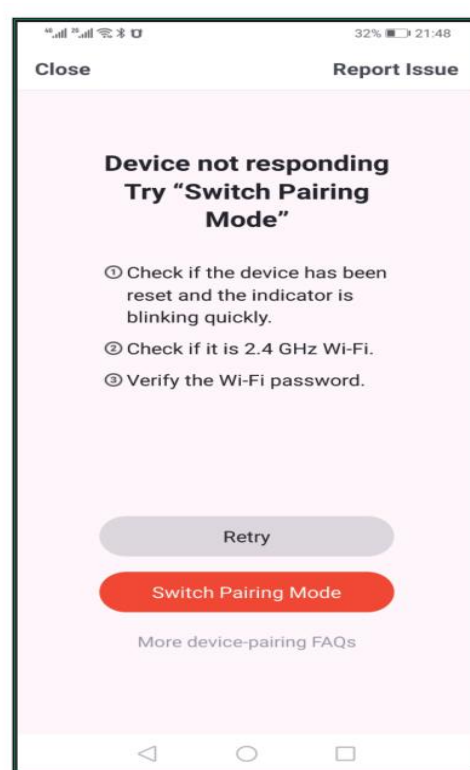 4G 2G 32% 21:48
Close Report Issue
Device not responding
Try “Switch Pairing
Mode”
① Check if the device has been
reset and the indicator is
blinking quickly.
② Check if it is 2.4 GHz Wi-Fi.
③ Verify the Wi-Fi password.
Retry
Switch Pairing Mode
More device-pairing FAQs